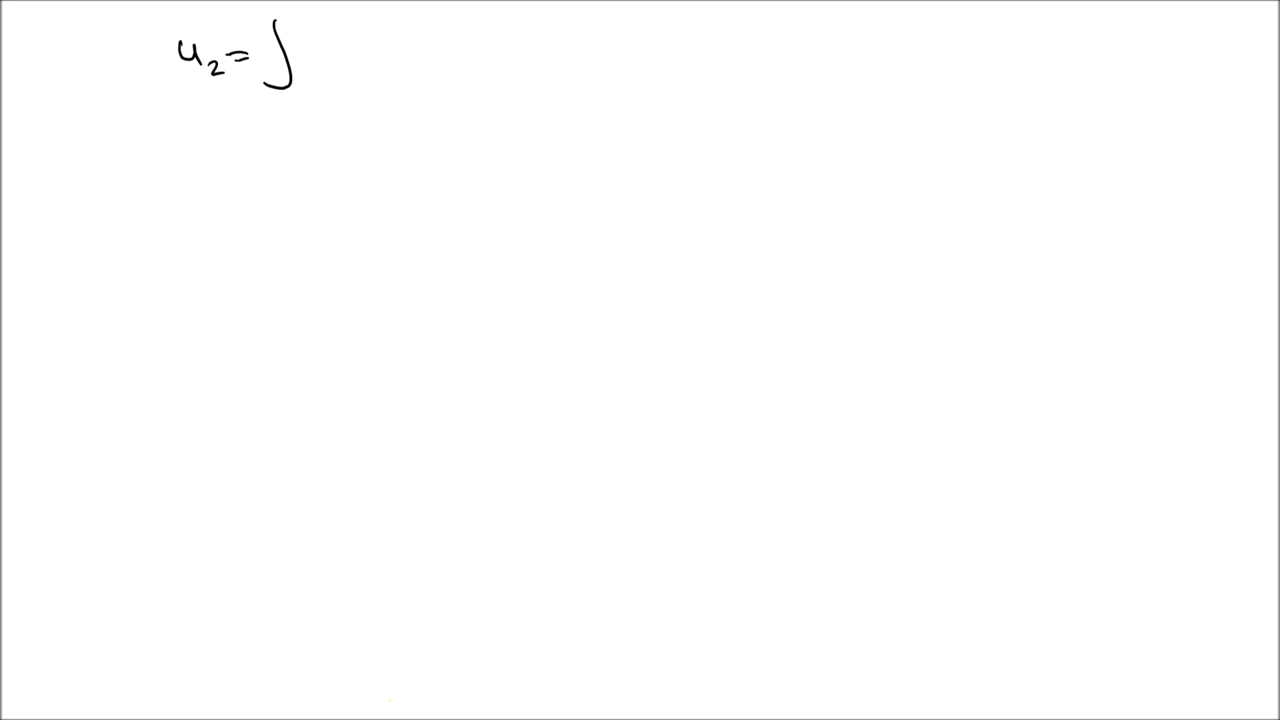 u₂= ∫